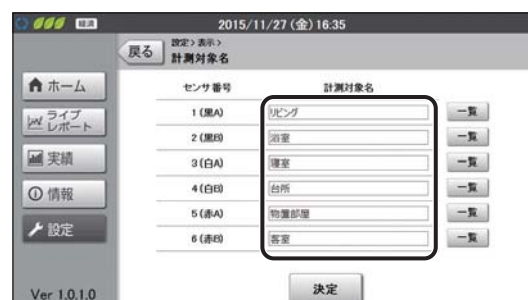 経済
2015/11/27(金)16:35
戻る
設定>表示>
計測対象名
ホーム
ライブ
レポート
実績
情報
設定
Ver 1.0.1.0
センサ番号 計測対象名
1 (黒A) リビング 一覧
2 (黒B) 浴室 一覧
3 (白A) 寝室 一覧
4 (白B) 台所 一覧
5 (赤A) 物置部屋 一覧
6 (赤B) 客室 一覧
決定